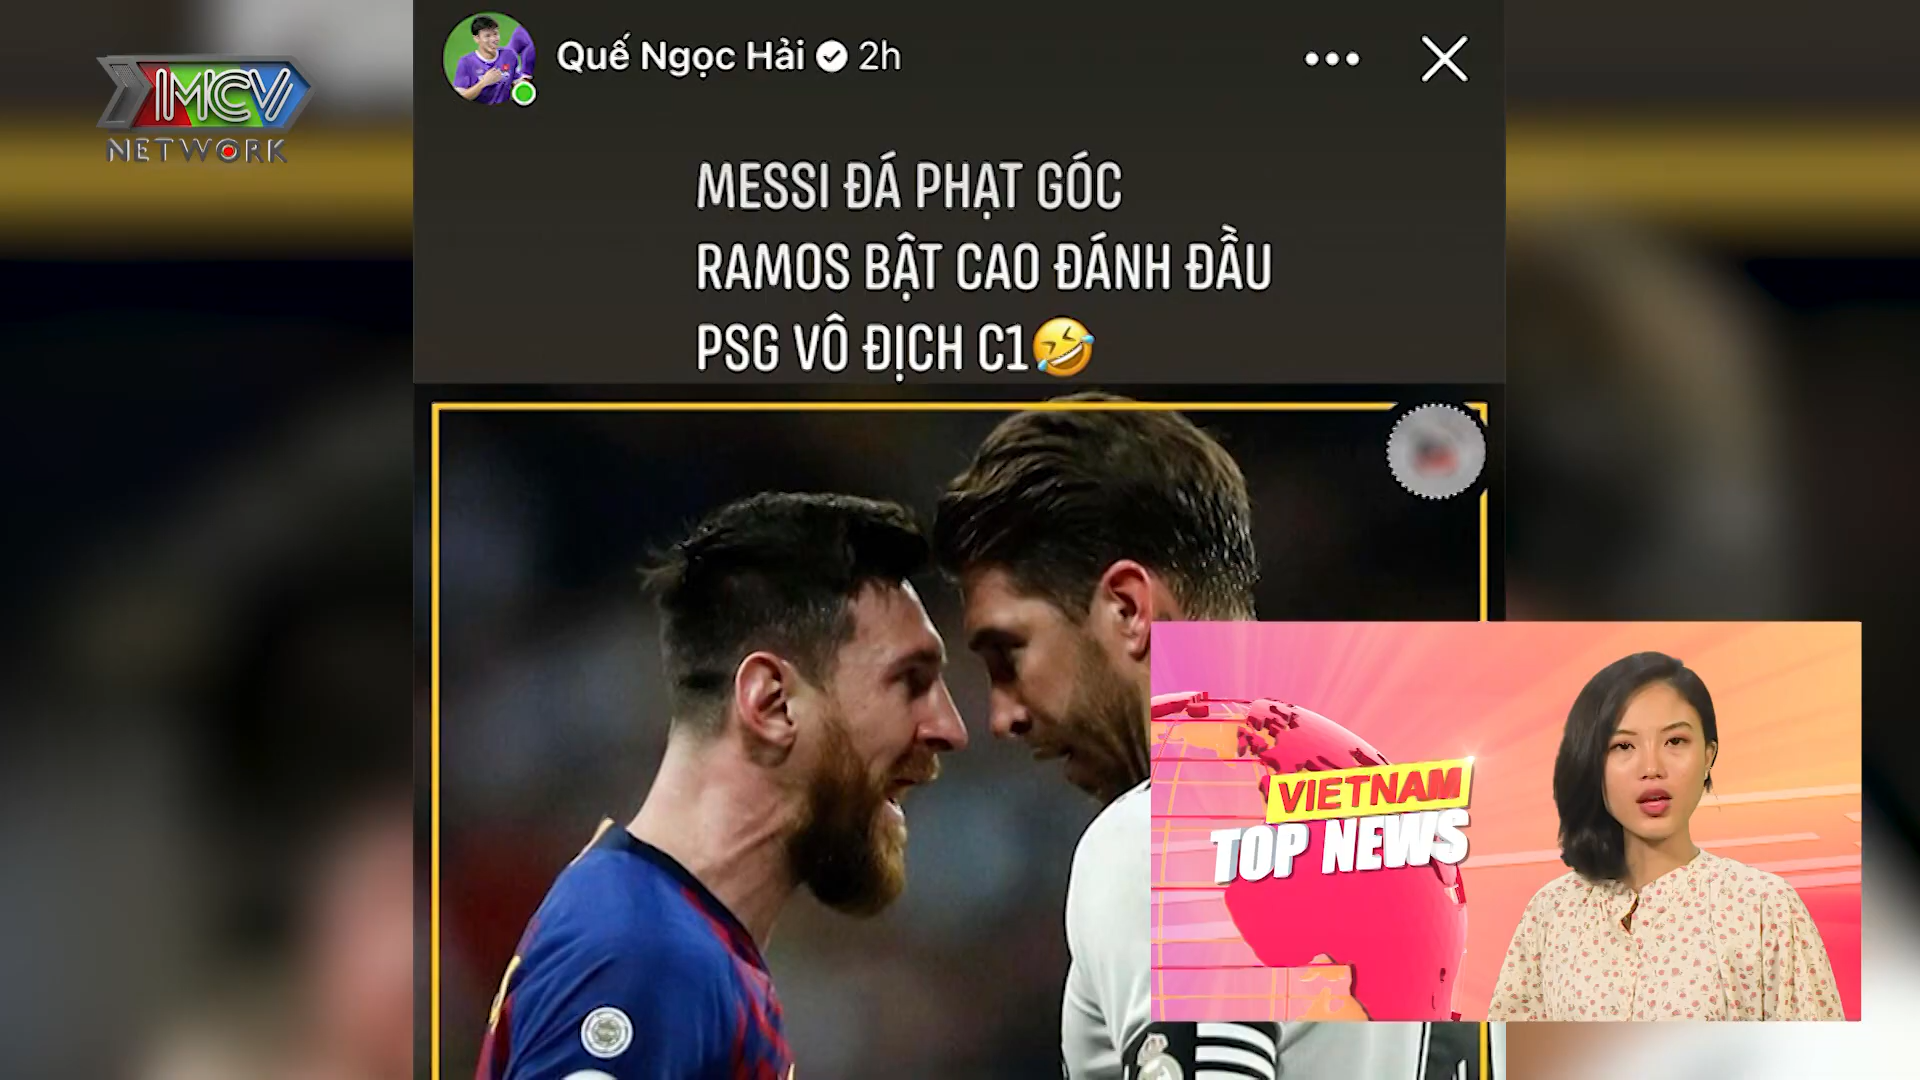 MCV
NETWORK
Quế Ngọc Hải 2h
MESSI ĐÁ PHẠT GÓC
RAMOS BẬT CAO ĐÁNH ĐẦU
PSG VÔ ĐỊCH C1🤣
VIETNAM
TOP NEWS